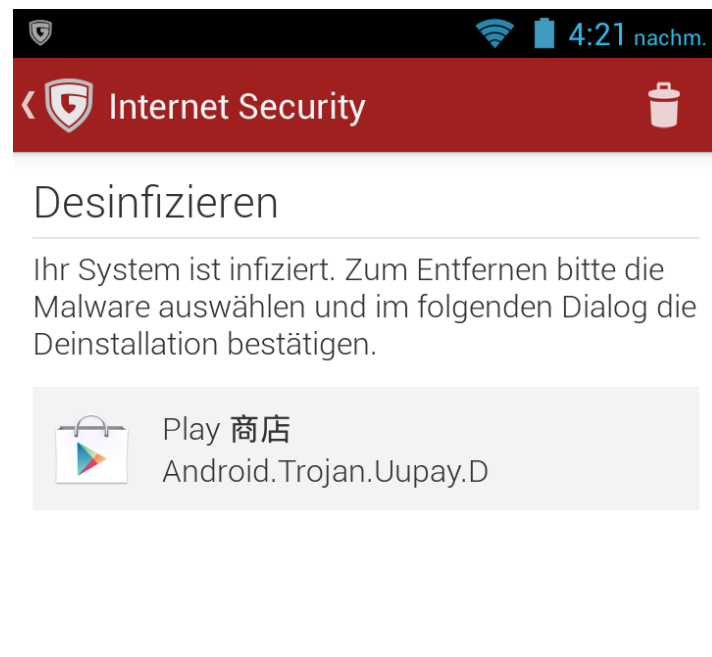 4:21 nachm.
Internet Security
Desinfizieren
Ihr System ist infiziert. Zum Entfernen bitte die
Malware auswählen und im folgenden Dialog die
Deinstallation bestätigen.
Play 商店
Android.Trojan.Uupay.D